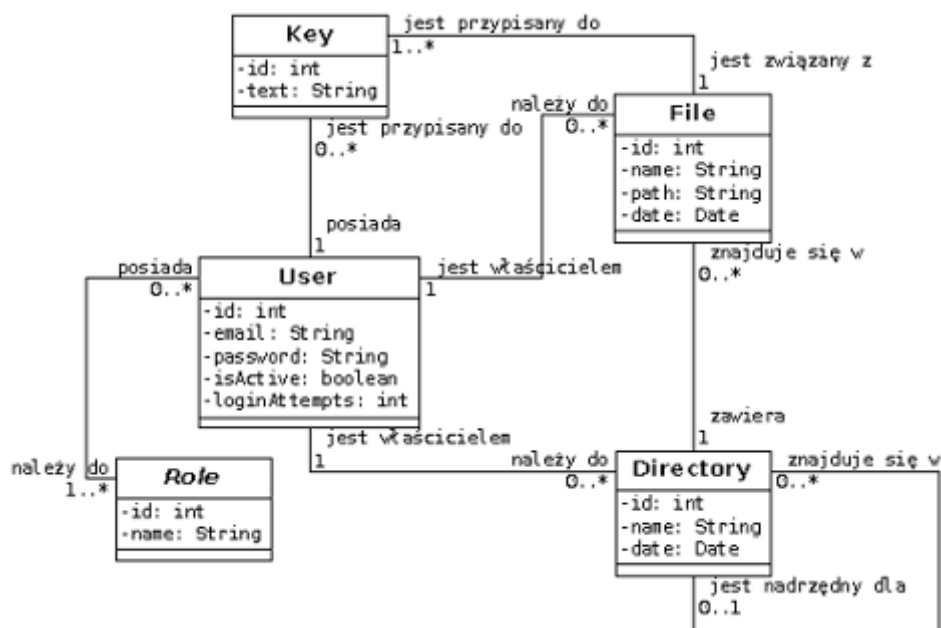 Key
-id: int
-text: String
jest przypisany do
1..*
jest związany z
1
należy do
0..*
File
-id: int
-name: String
-path: String
-date: Date
jest przypisany do
0..*
posiada
1
posiada
0..*
User
-id: int
-email: String
-password: String
-isActive: boolean
-loginAttempts: int
jest właścicielem
1
znajduje się w
0..*
zawiera
1
jest właścicielem
1
należy do
0..*
należy do
1..*
Role
-id: int
-name: String
Directory
-id: int
-name: String
-date: Date
znajduje się w
0..*
jest nadrzędny dla
0..1